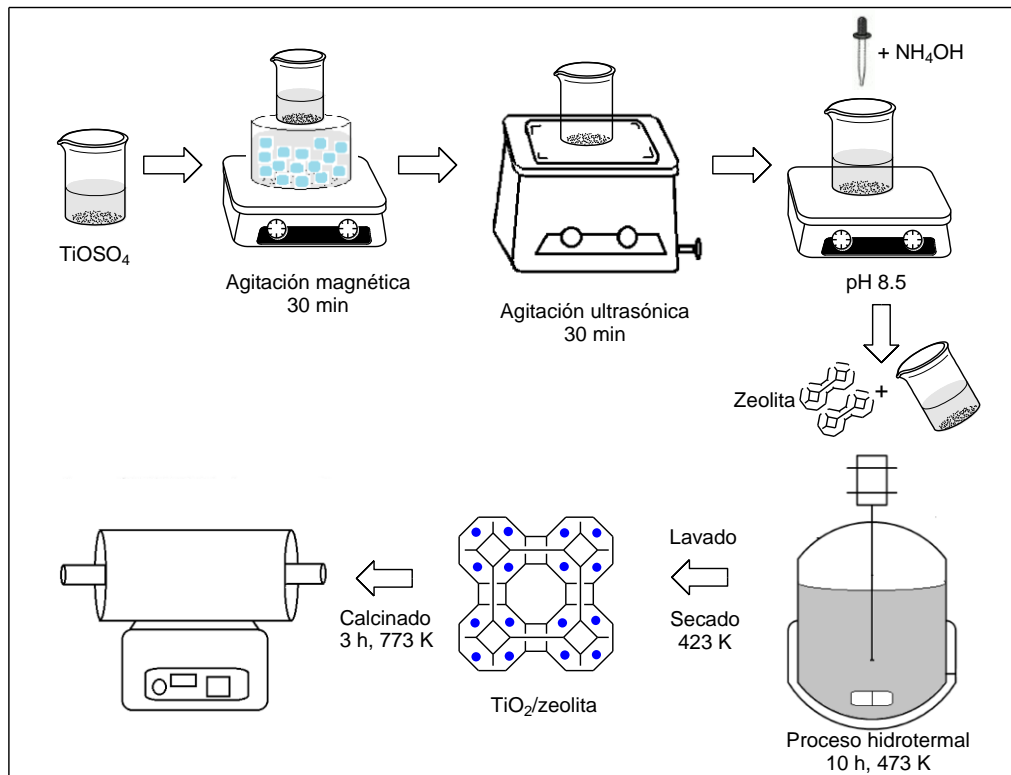 TiOSO₄
Agitación magnética
30 min
Agitación ultrasónica
30 min
+ NH₄OH
pH 8.5
Zeolita
+
Proceso hidrotermal
10 h, 473 K
Lavado
Secado
423 K
TiO₂/zeolita
Calcinado
3 h, 773 K